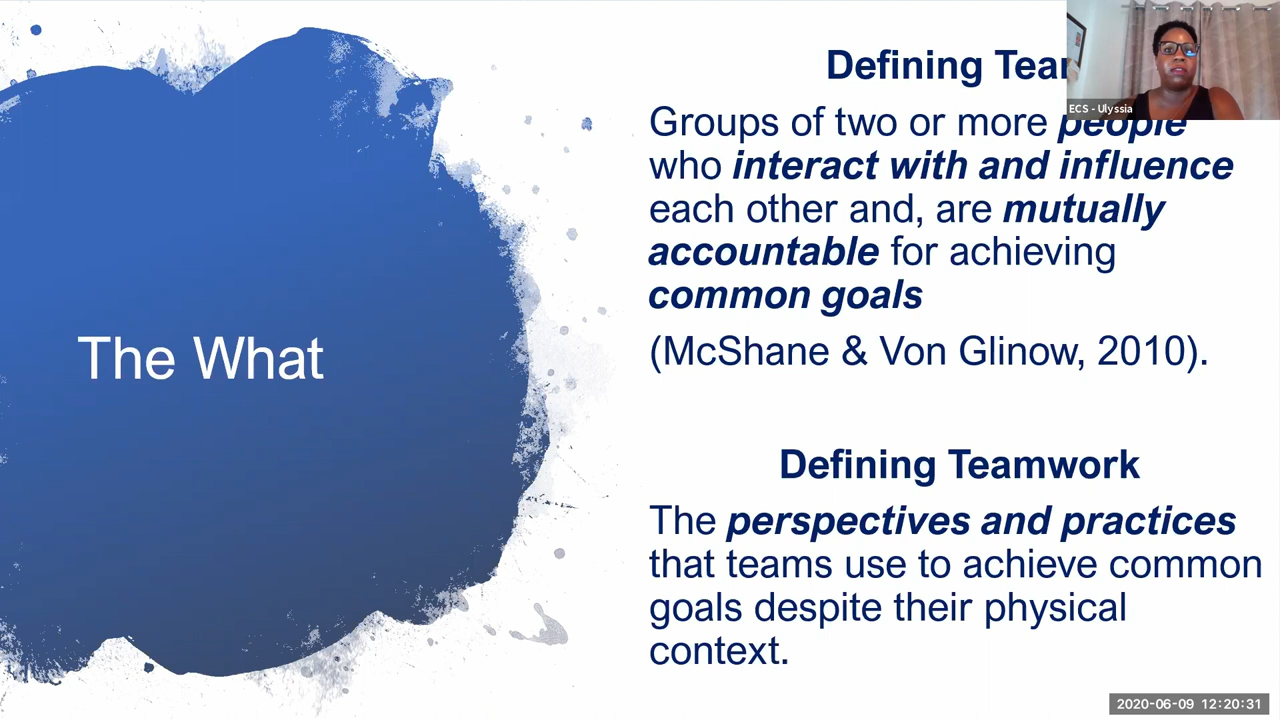 The What
Defining Tea
Groups of two or more people
who interact with and influence
each other and, are mutually
accountable for achieving
common goals
(McShane & Von Glinow, 2010).
Defining Teamwork
The perspectives and practices
that teams use to achieve common
goals despite their physical
context.
ECS - Ulyssia
2020-06-09 12:20:31